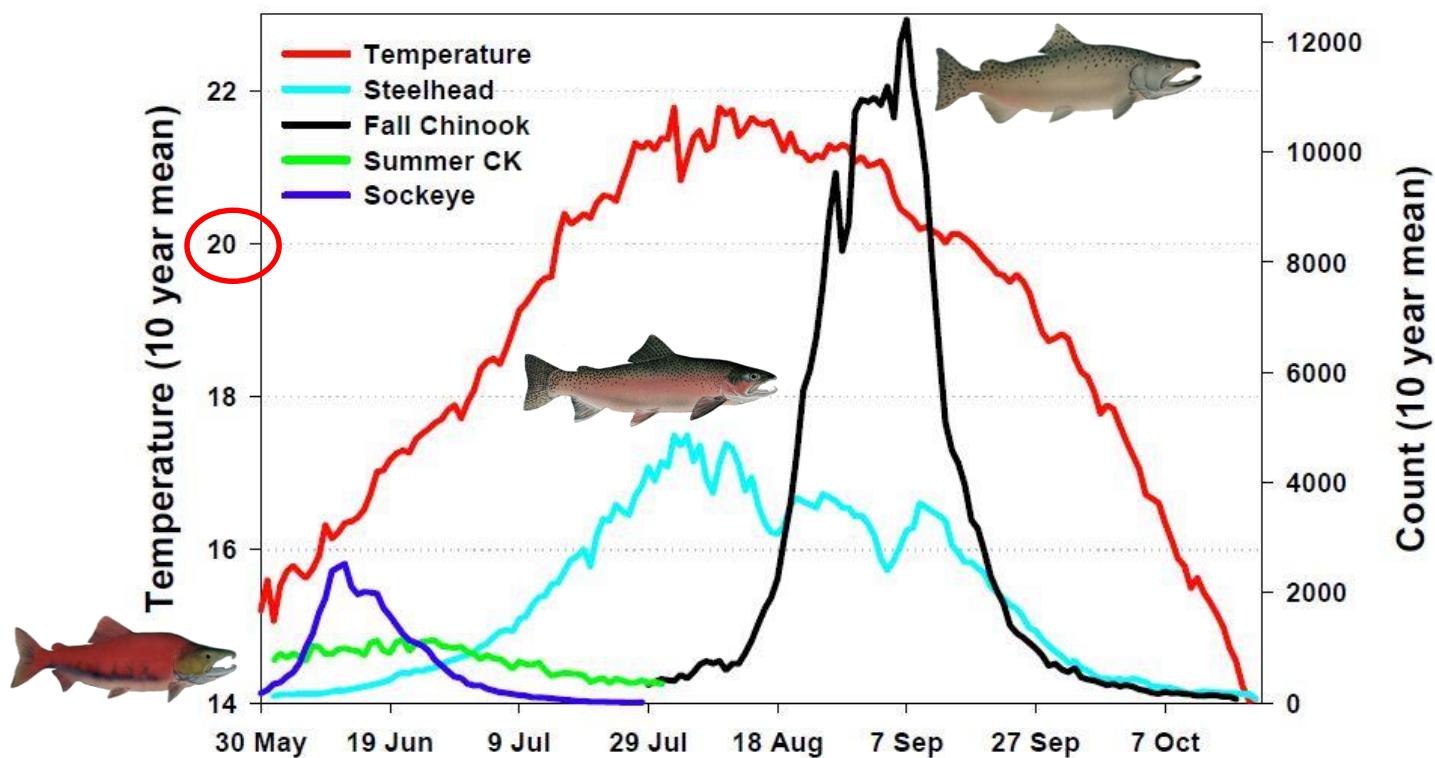 Temperature
Steelhead
Fall Chinook
Summer CK
Sockeye
Temperature (10 year mean)
22
20
18
16
14
Count (10 year mean)
12000
10000
8000
6000
4000
2000
0
30 May 19 Jun 9 Jul 29 Jul 18 Aug 7 Sep 27 Sep 7 Oct